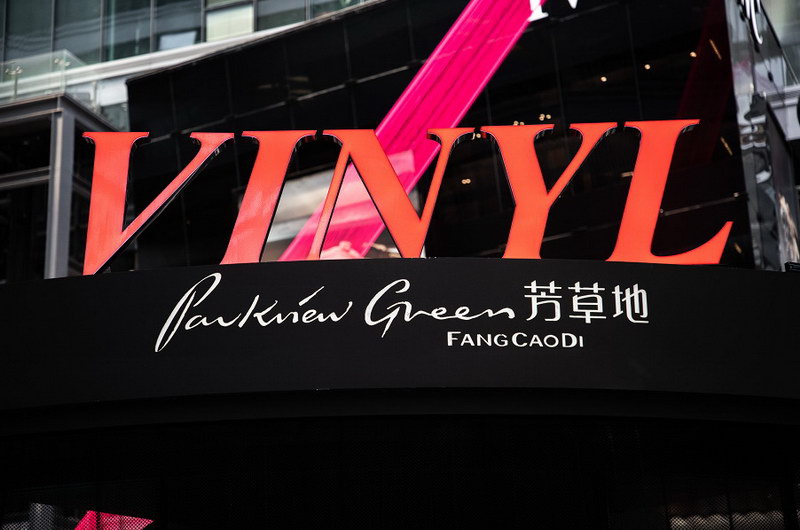 VINYL
Parkview Green 芳草地
FANGCAODI